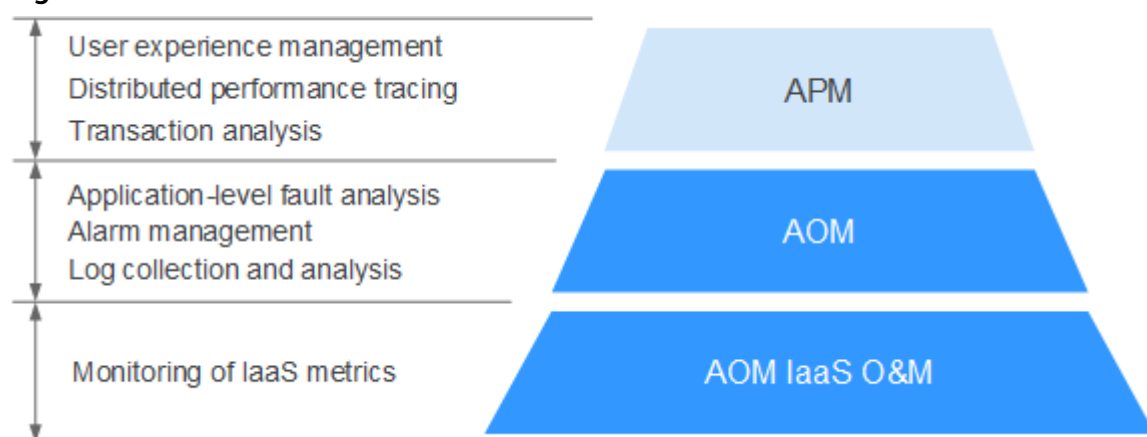 User experience management
Distributed performance tracing
Transaction analysis
APM
Application-level fault analysis
Alarm management
Log collection and analysis
AOM
Monitoring of IaaS metrics
AOM IaaS O&M